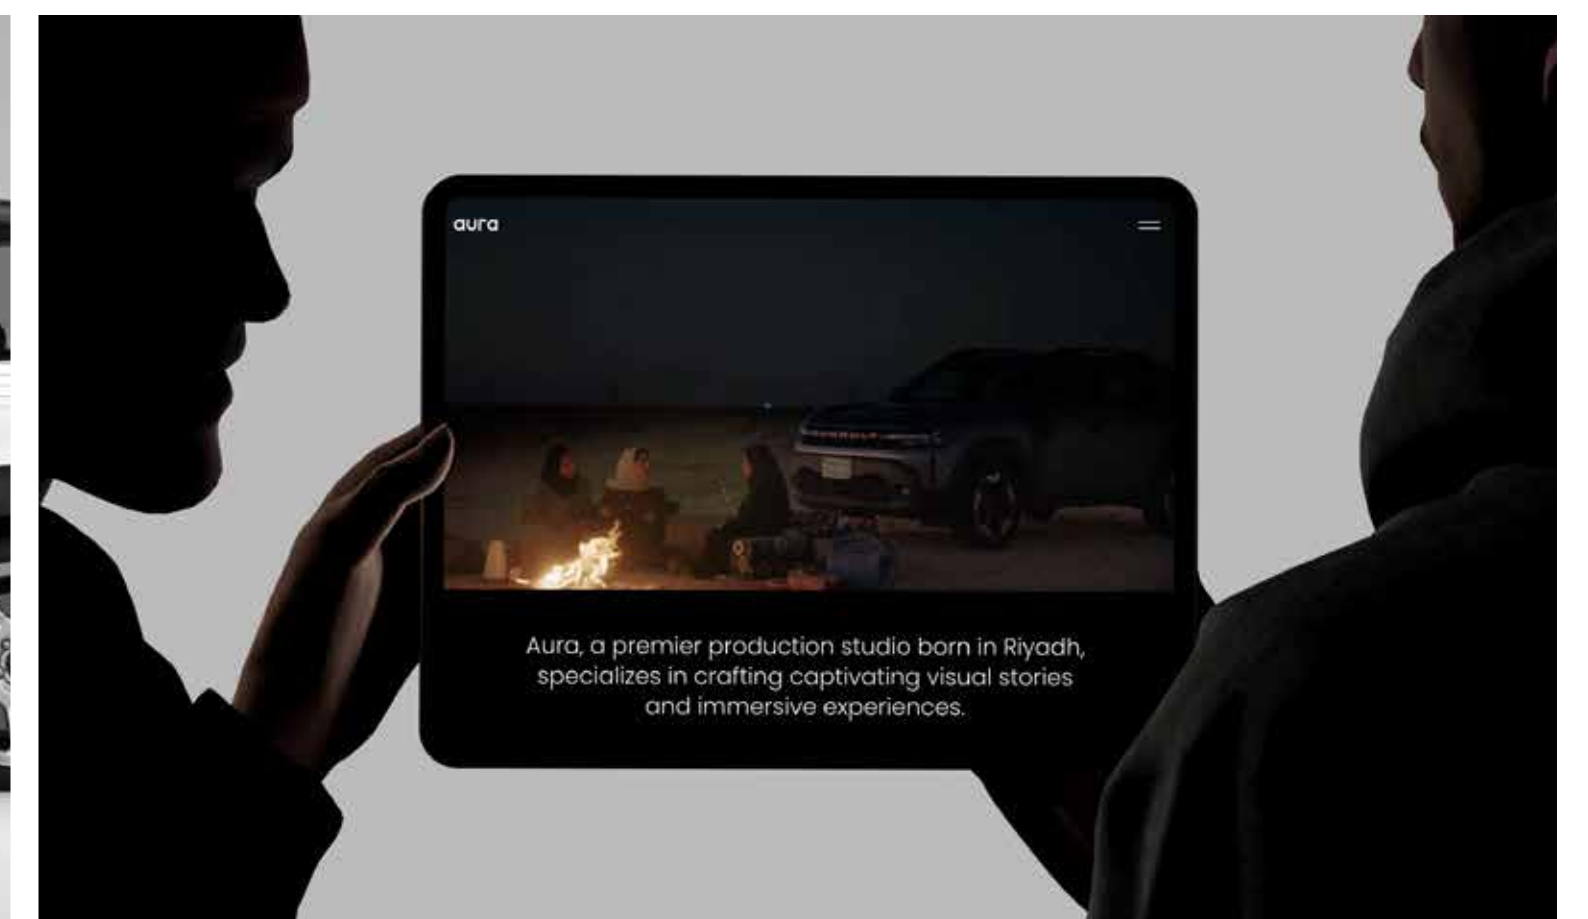 aura
Aura, a premier production studio born in Riyadh,
specializes in crafting captivating visual stories
and immersive experiences.